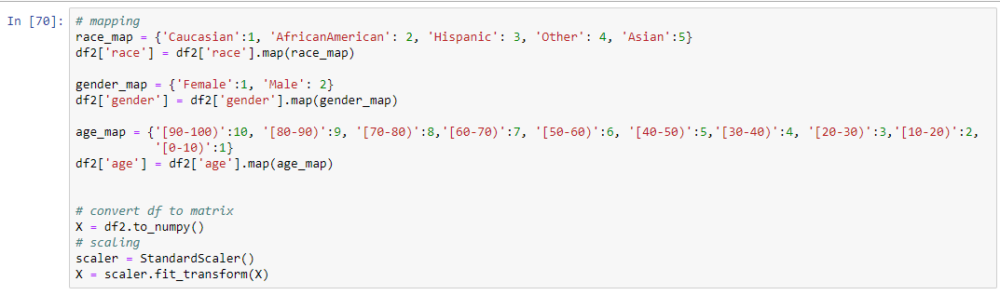 In [70]: # mapping
race_map = {'Caucasian':1, 'AfricanAmerican': 2, 'Hispanic': 3, 'Other': 4, 'Asian':5}
df2['race'] = df2['race'].map(race_map)
gender_map = {'Female':1, 'Male': 2}
df2['gender'] = df2['gender'].map(gender_map)
age_map = {'[90-100)':10, '[80-90)':9, '[70-80)':8,'[60-70)':7, '[50-60)':6, '[40-50)':5,'[30-40)':4, '[20-30)':3,'[10-20)':2,
'[0-10)':1}
df2['age'] = df2['age'].map(age_map)
# convert df to matrix
X = df2.to_numpy()
# scaling
scaler = StandardScaler()
X = scaler.fit_transform(X)